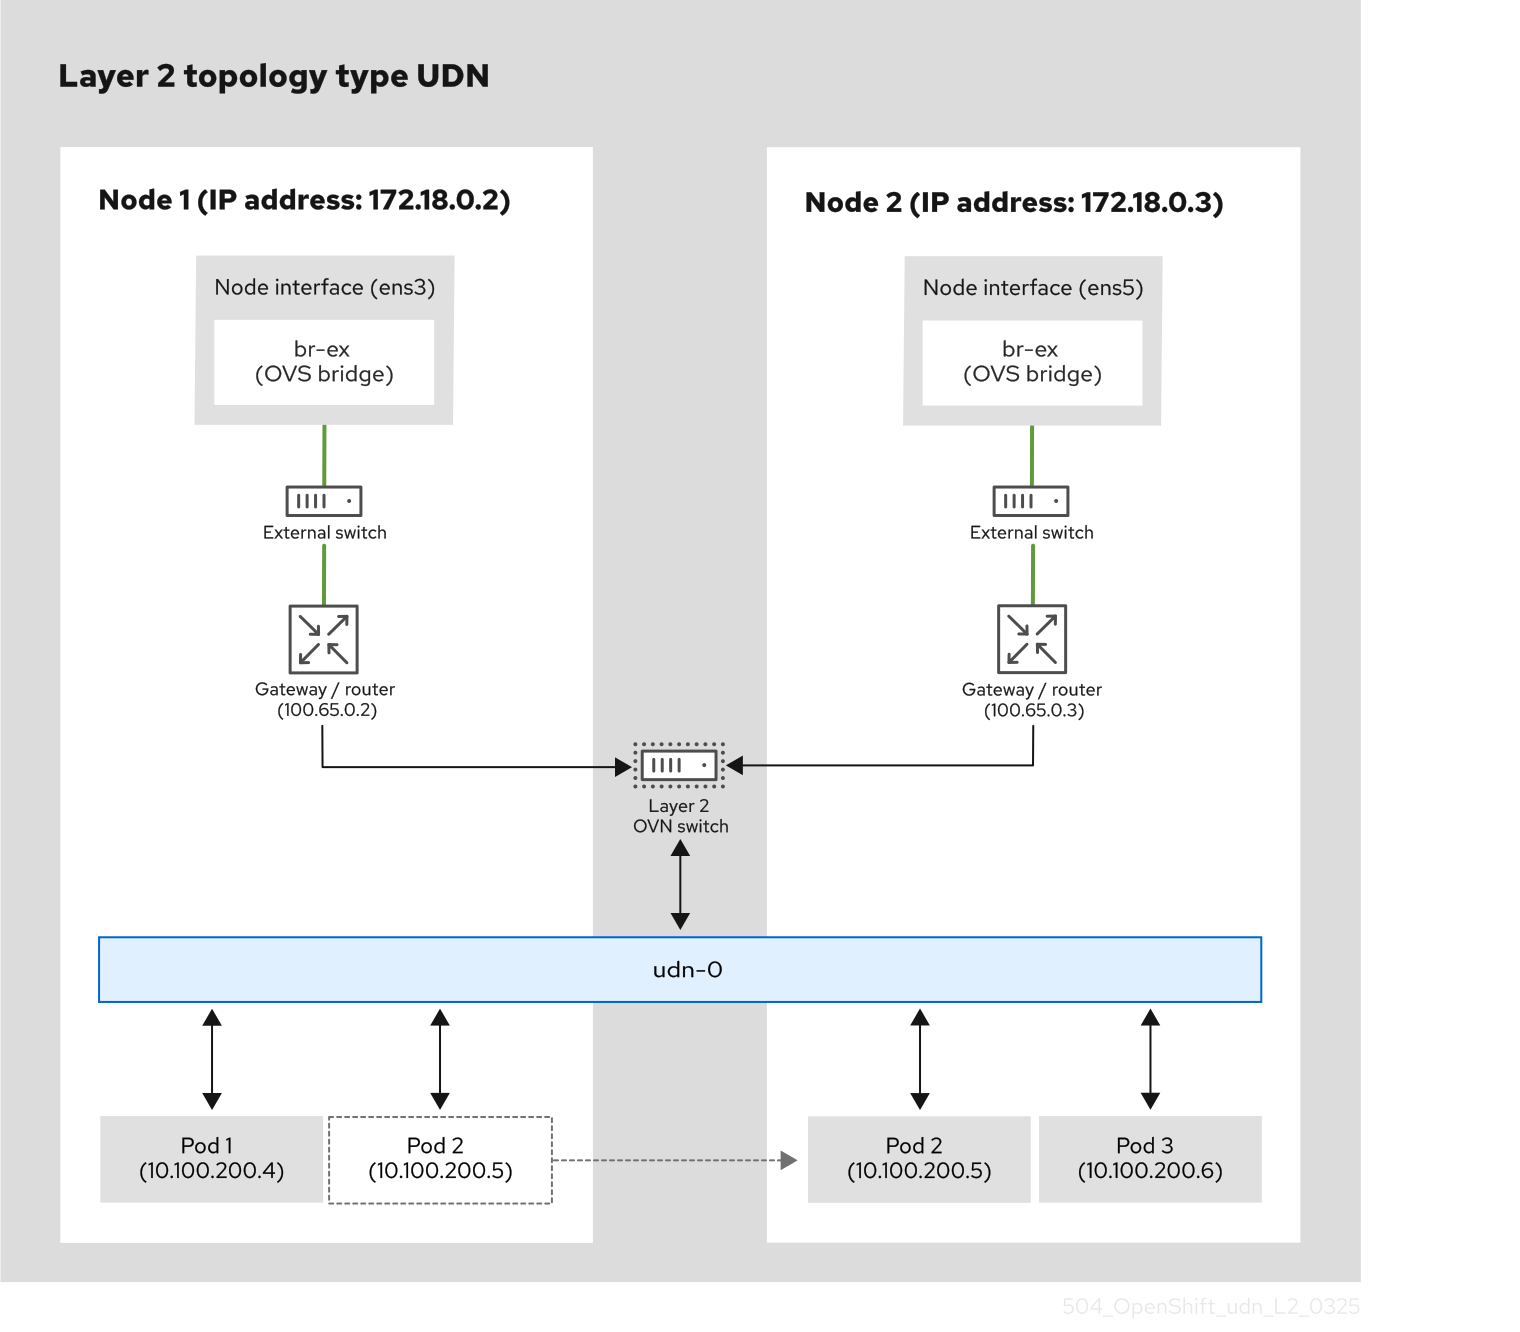 Layer 2 topology type UDN
Node 1 (IP address: 172.18.0.2)
Node interface (ens3)
br-ex
(OVS bridge)
External switch
Gateway / router
(100.65.0.2)
Node 2 (IP address: 172.18.0.3)
Node interface (ens5)
br-ex
(OVS bridge)
External switch
Gateway / router
(100.65.0.3)
Layer 2
OVN switch
udn-0
Pod 1
(10.100.200.4)
Pod 2
(10.100.200.5)
Pod 2
(10.100.200.5)
Pod 3
(10.100.200.6)
504_OpenShift_udn_L2_0325